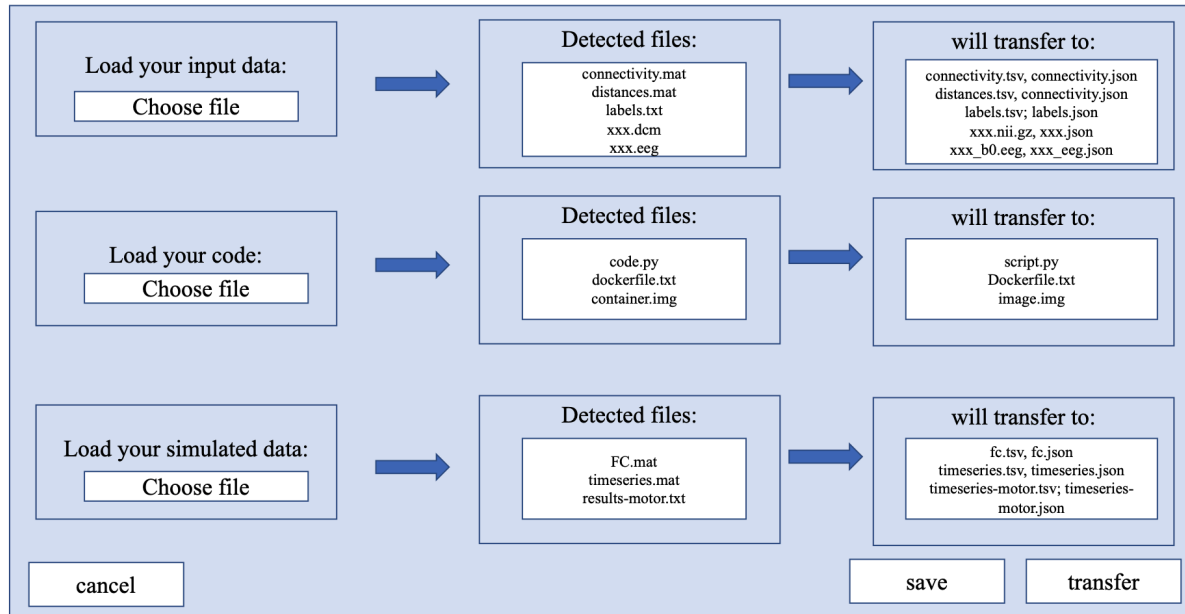 Load your input data:
Choose file
Detected files:
connectivity.mat
distances.mat
labels.txt
xxx.dcm
xxx.eeg
will transfer to:
connectivity.tsv, connectivity.json
distances.tsv, connectivity.json
labels.tsv; labels.json
xxx.nii.gz, xxx.json
xxx_b0.eeg, xxx_eeg.json
Load your code:
Choose file
Detected files:
code.py
dockerfile.txt
container.img
will transfer to:
script.py
Dockerfile.txt
image.img
Load your simulated data:
Choose file
Detected files:
FC.mat
timeseries.mat
results-motor.txt
will transfer to:
fc.tsv, fc.json
timeseries.tsv, timeseries.json
timeseries-motor.tsv; timeseries-
motor.json
cancel
save
transfer